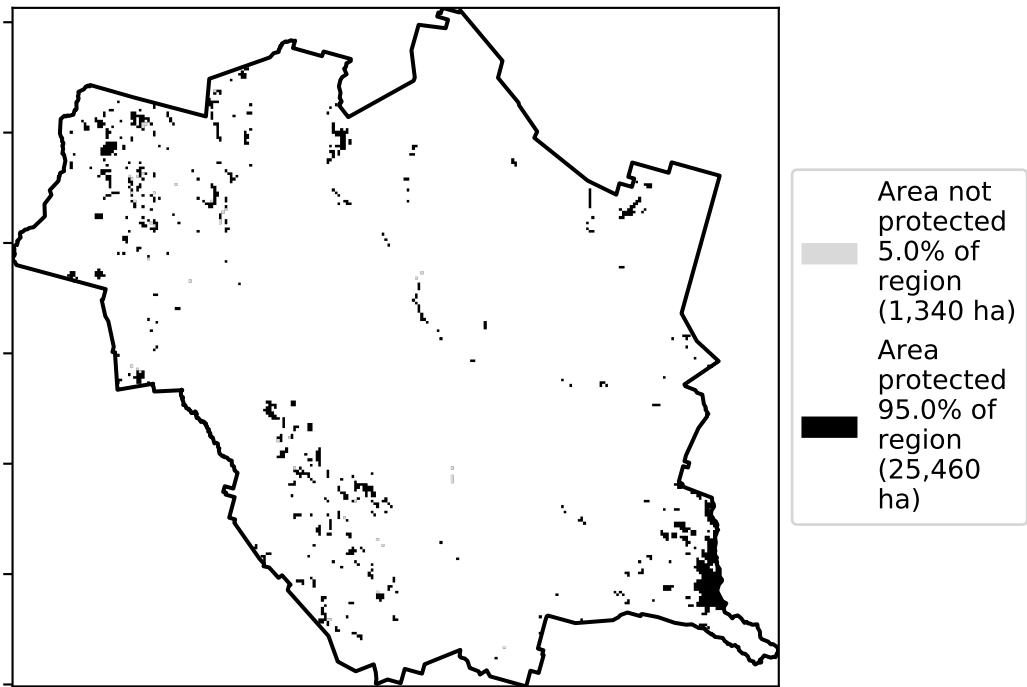 Area not
protected
5.0% of
region
(1,340 ha)
Area
protected
95.0% of
region
(25,460
ha)